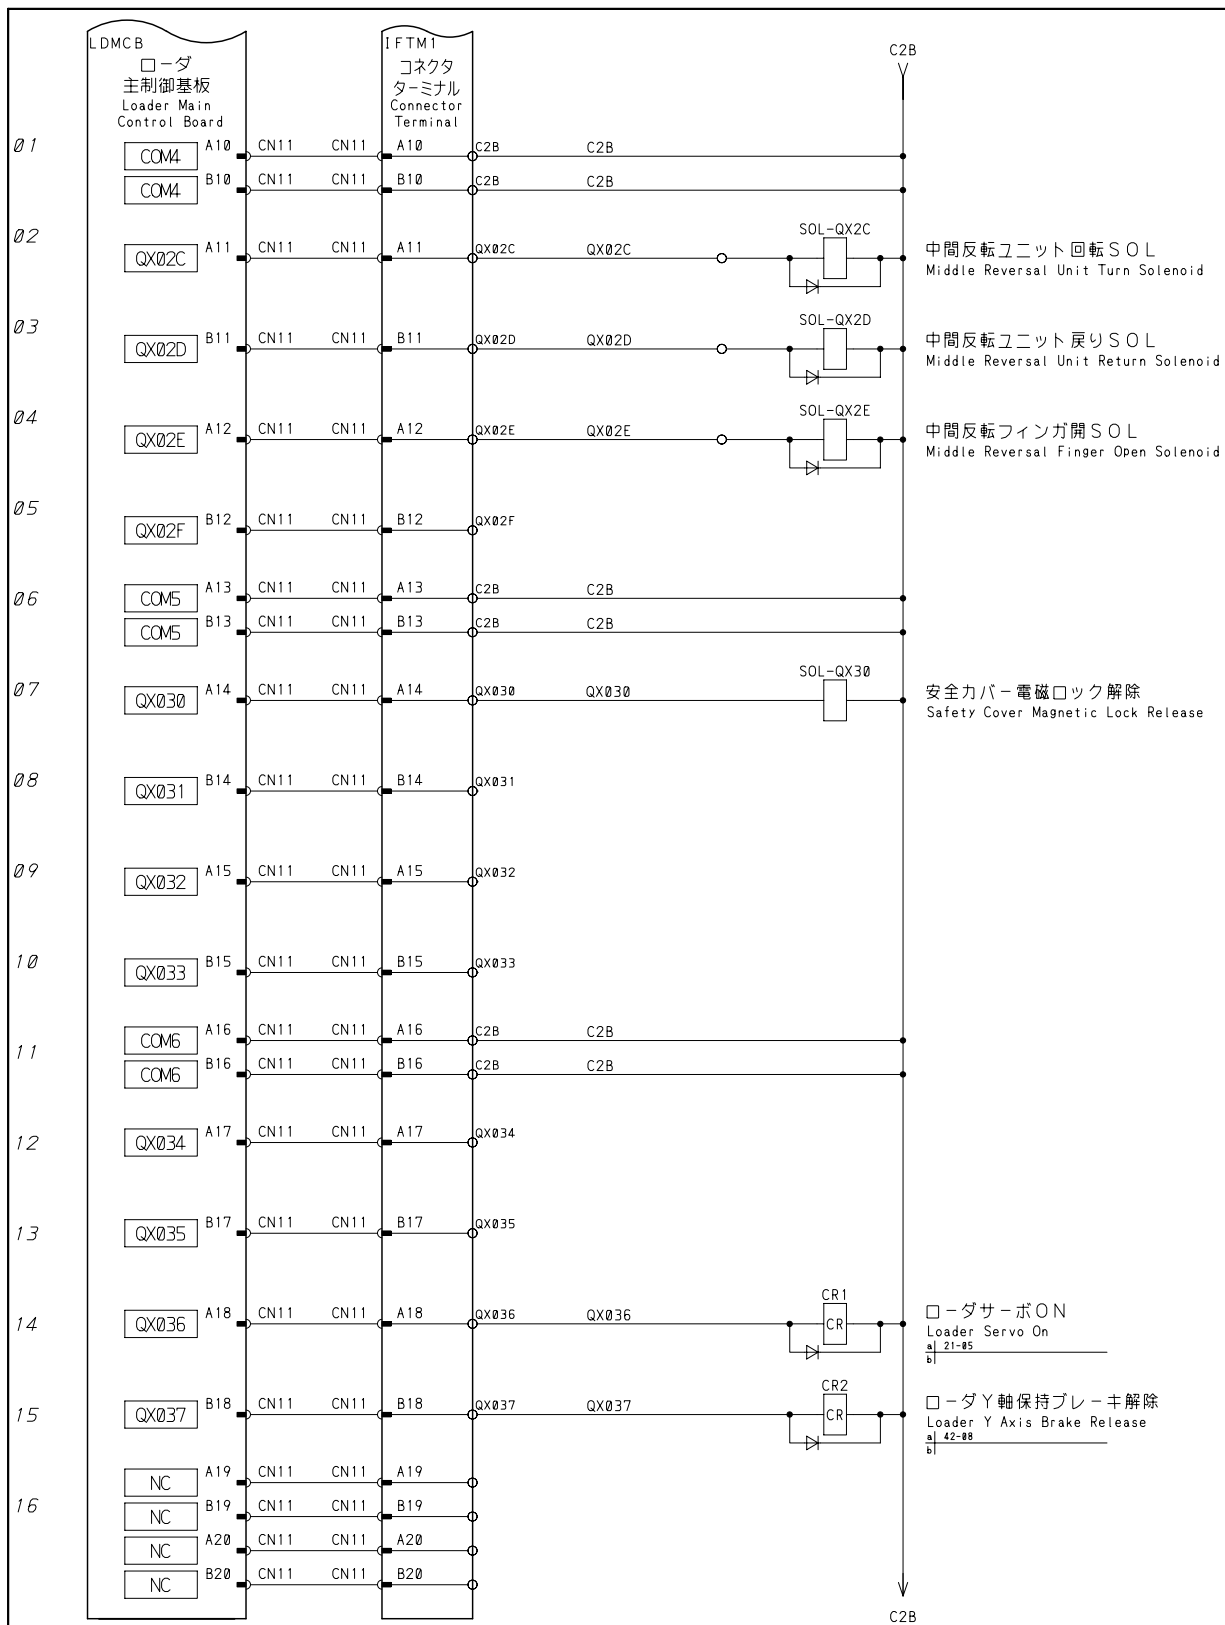 LDMCB
ローダ
主制御基板
Loader Main
Control Board
IFTM1
コネクタ
ターミナル
Connector
Terminal
C2B
01 COM4 A10 CN11 CN11 A10 C2B C2B
COM4 B10 CN11 CN11 B10 C2B C2B
02 QX02C A11 CN11 CN11 A11 QX02C QX02C SOL-QX2C 中間反転ユニット回転SOL
Middle Reversal Unit Turn Solenoid
03 QX02D B11 CN11 CN11 B11 QX02D QX02D SOL-QX2D 中間反転ユニット戻りSOL
Middle Reversal Unit Return Solenoid
04 QX02E A12 CN11 CN11 A12 QX02E QX02E SOL-QX2E 中間反転フィンガ開SOL
Middle Reversal Finger Open Solenoid
05 QX02F B12 CN11 CN11 B12 QX02F
06 COM5 A13 CN11 CN11 A13 C2B C2B
COM5 B13 CN11 CN11 B13 C2B C2B
07 QX030 A14 CN11 CN11 A14 QX030 QX030 SOL-QX30 安全カバー電磁ロック解除
Safety Cover Magnetic Lock Release
08 QX031 B14 CN11 CN11 B14 QX031
09 QX032 A15 CN11 CN11 A15 QX032
10 QX033 B15 CN11 CN11 B15 QX033
11 COM6 A16 CN11 CN11 A16 C2B C2B
COM6 B16 CN11 CN11 B16 C2B C2B
12 QX034 A17 CN11 CN11 A17 QX034
13 QX035 B17 CN11 CN11 B17 QX035
14 QX036 A18 CN11 CN11 A18 QX036 QX036 CR1 CR ローダサーボON
Loader Servo On
a 21-05
b
15 QX037 B18 CN11 CN11 B18 QX037 QX037 CR2 CR ローダY軸保持ブレーキ解除
Loader Y Axis Brake Release
a 42-08
b
NC A19 CN11 CN11 A19
16 NC B19 CN11 CN11 B19
NC A20 CN11 CN11 A20
NC B20 CN11 CN11 B20
C2B